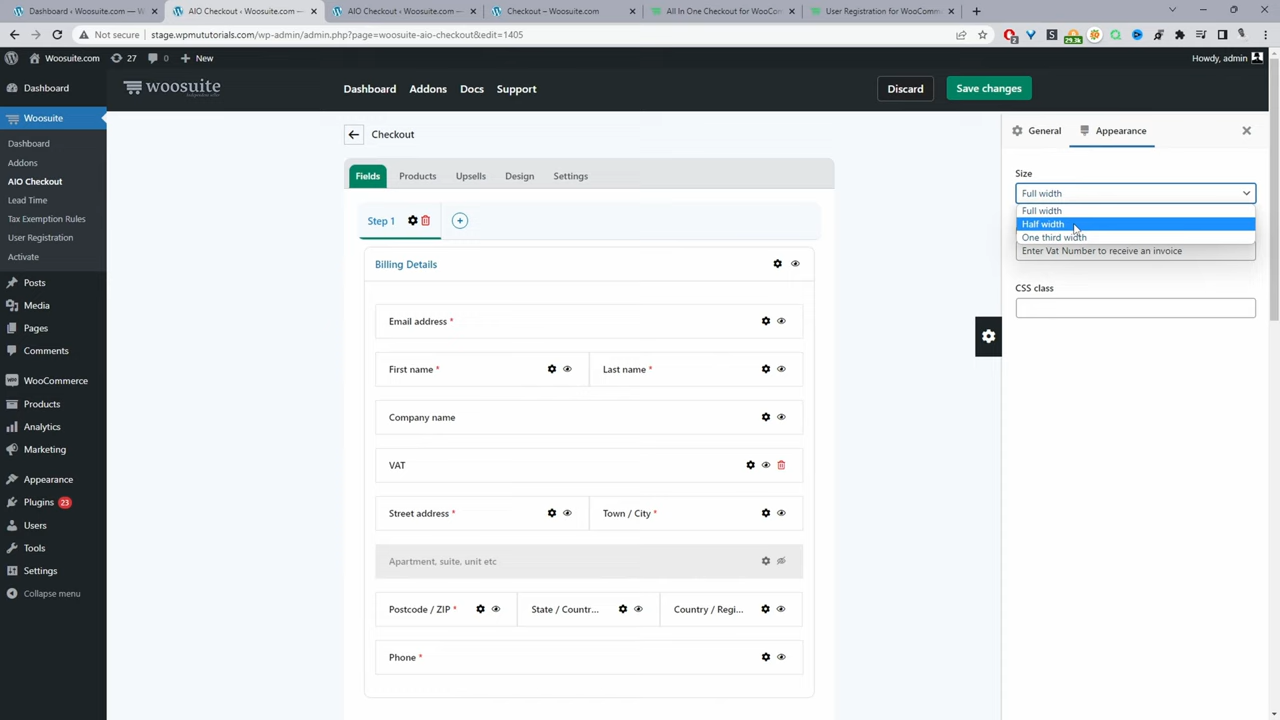 Dashboard ‹ Woosuite.com — W
AIO Checkout ‹ Woosuite.com —
AIO Checkout ‹ Woosuite.com —
Checkout – Woosuite.com
All In One Checkout for WooCom
User Registration for WooComm
Not secure
stage.wpmututorials.com/wp-admin/admin.php?page=woosuite-aio-checkout&edit=1405
Woosuite.com
27
0
New
Howdy, admin
Dashboard
Woosuite
Dashboard
Addons
AIO Checkout
Lead Time
Tax Exemption Rules
User Registration
Activate
Posts
Media
Pages
Comments
WooCommerce
Products
Analytics
Marketing
Appearance
Plugins 23
Users
Tools
Settings
Collapse menu
woosuite
Dashboard
Addons
Docs
Support
Discard
Save changes
Checkout
Fields
Products
Upsells
Design
Settings
Step 1
Billing Details
Email address *
First name *
Last name *
Company name
VAT
Street address *
Town / City *
Apartment, suite, unit etc
Postcode / ZIP *
State / Countr...
Country / Regi...
Phone *
General
Appearance
Size
Full width
Full width
Half width
One third width
Enter Vat Number to receive an invoice
CSS class